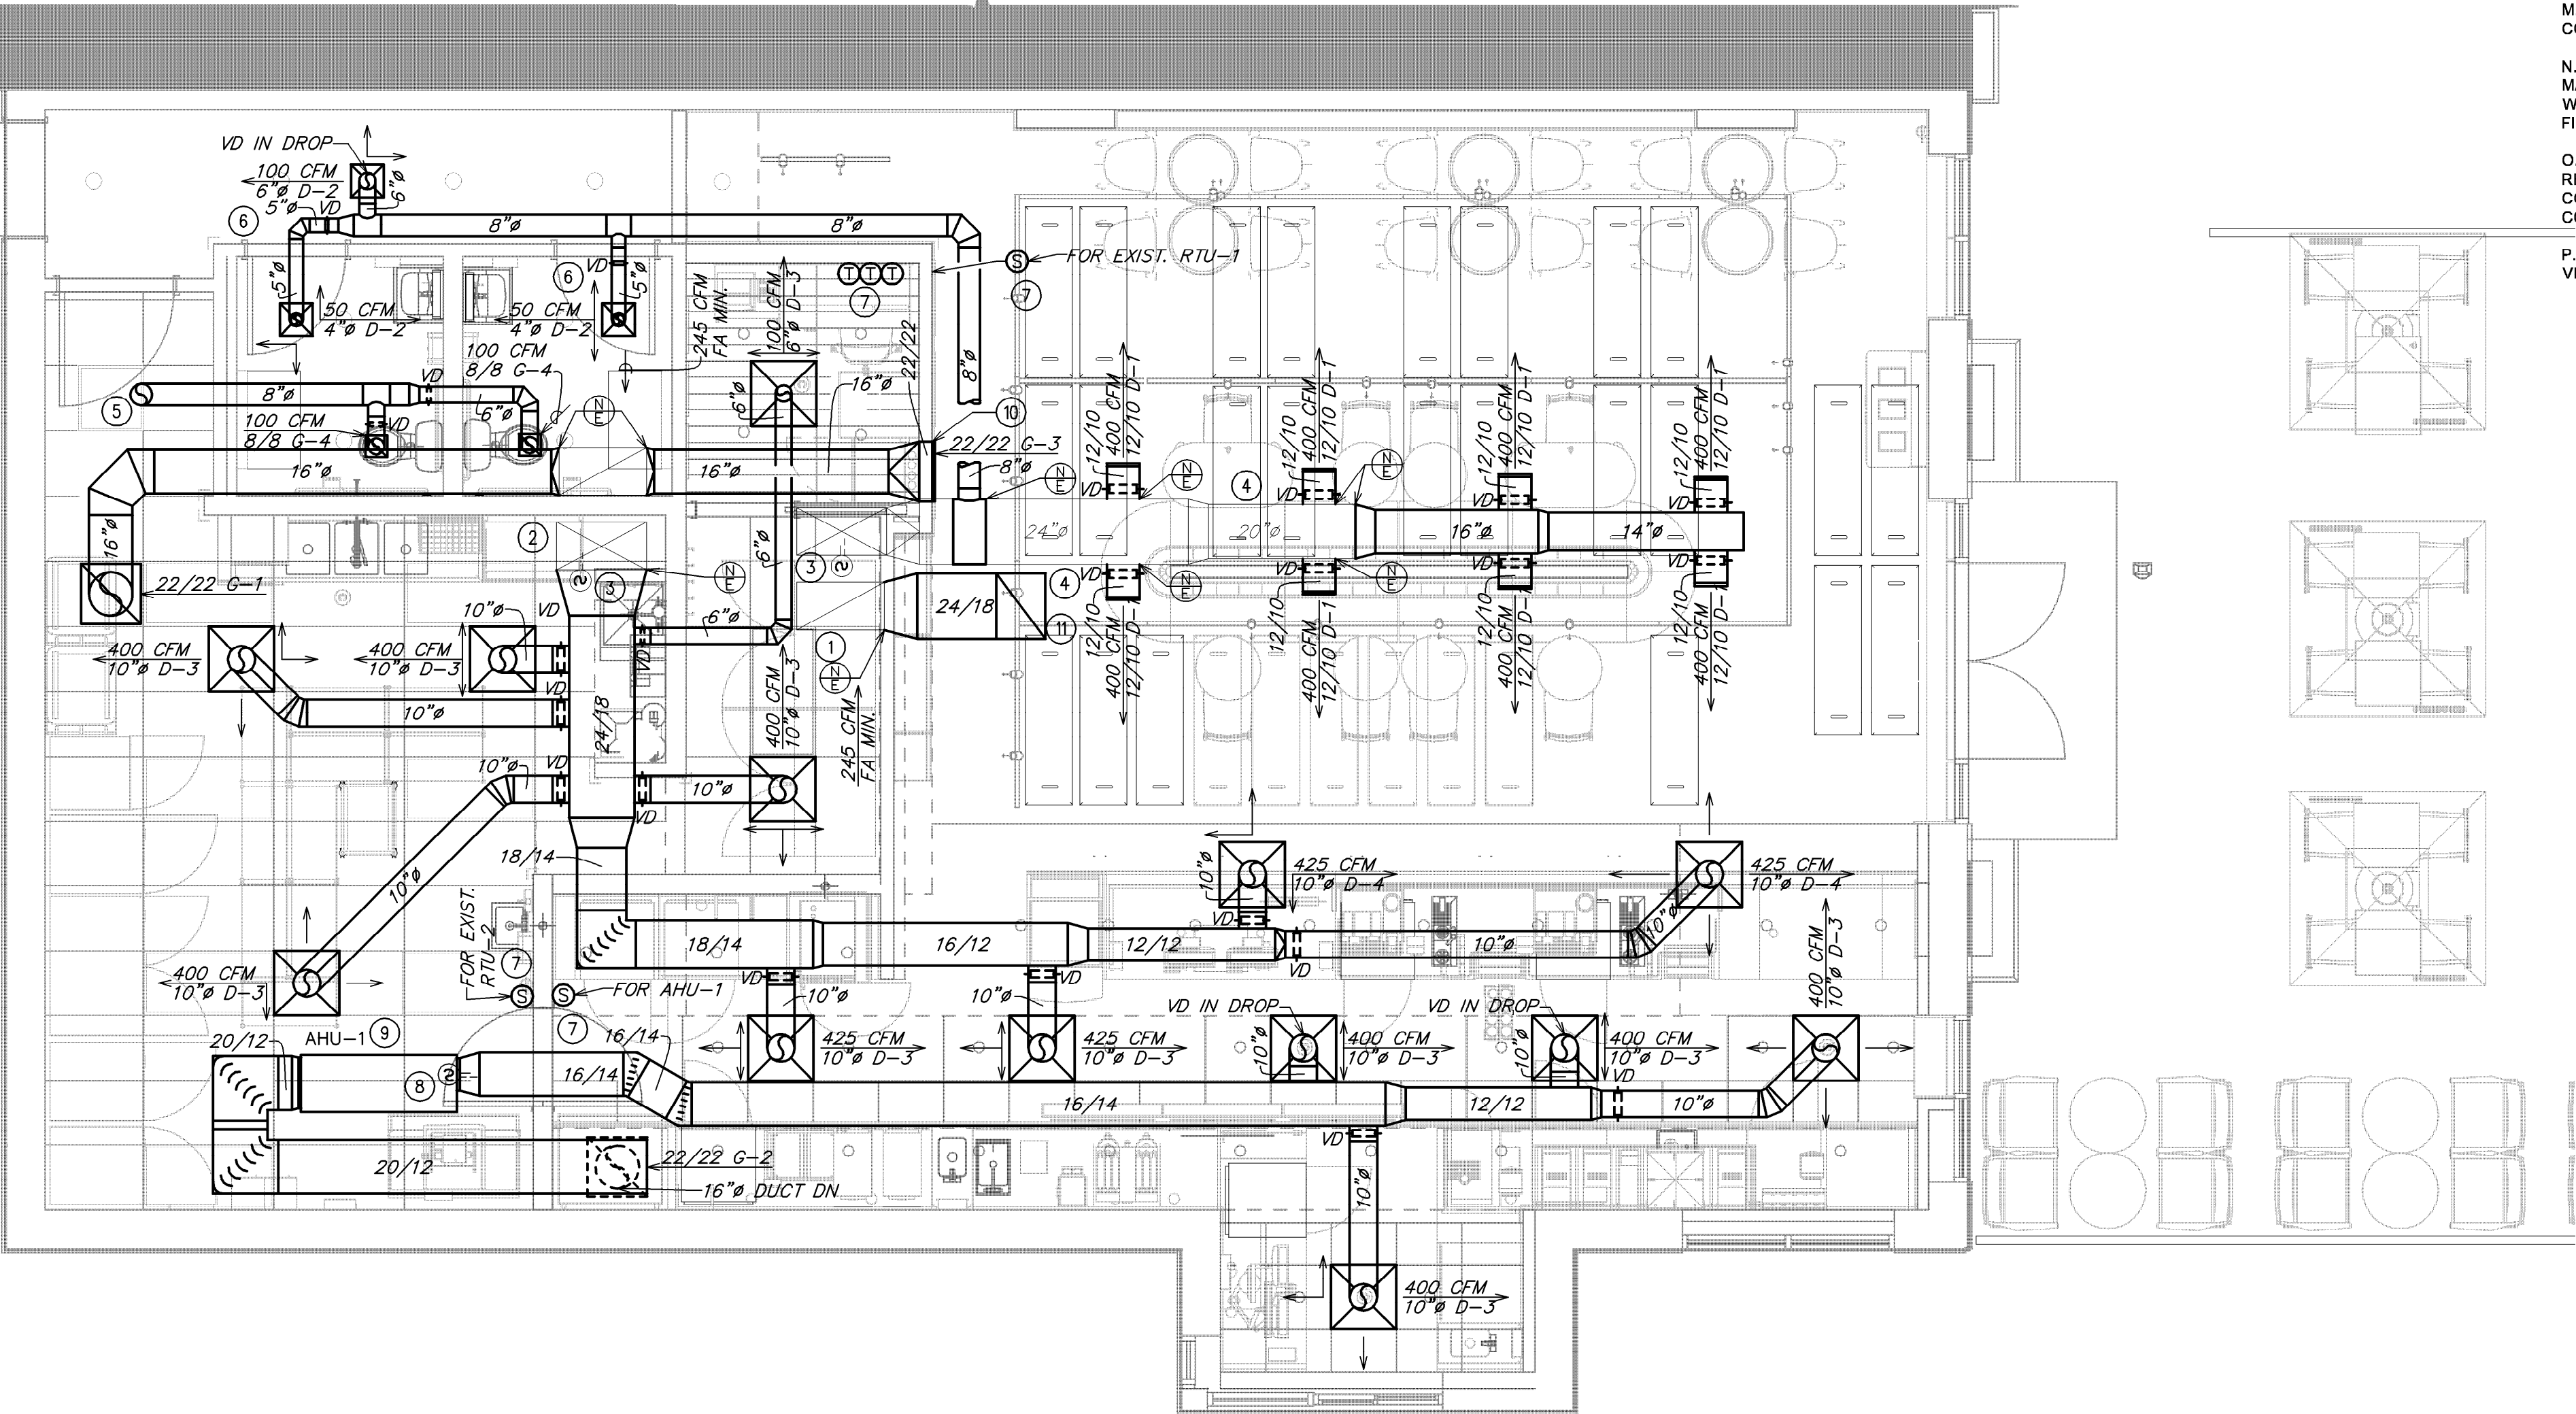 M
CO
N.
MA
W
FI
O.
RE
CO
CO
P.
VE
VD IN DROP
100 CFM
6"ø D-2
6"ø
5"ø
VD
6
8"ø
8"ø
S
FOR EXIST. RTU-1
7
5"ø
50 CFM
4"ø D-2
6
VD
5"ø
50 CFM
4"ø D-2
245 CFM
FA MIN.
100 CFM
6"ø D-3
T T T
7
22/22
8"ø
5
8"ø
VD
100 CFM
8/8 G-4
6"ø
100 CFM
8/8 G-4
VD
N
E
6"ø
16"ø
10
22/22 G-3
8"ø
N
E
16"ø
16"ø
16"ø
12/10
400 CFM
12/10 D-1
VD
N
E
4
12/10
400 CFM
12/10 D-1
VD
N
E
12/10
400 CFM
12/10 D-1
VD
12/10
400 CFM
12/10 D-1
VD
24"ø
20"ø
16"ø
14"ø
2
3
S
N
E
6"ø
3
S
4
24/18
11
VD
12/10
400 CFM
12/10 D-1
N
E
VD
12/10
400 CFM
12/10 D-1
N
E
VD
12/10
400 CFM
12/10 D-1
VD
12/10
400 CFM
12/10 D-1
22/22 G-1
10"ø
VD
6"ø
VD
1
N
E
400 CFM
10"ø D-3
400 CFM
10"ø D-3
VD
10"ø
24/18
400 CFM
10"ø D-3
245 CFM
FA MIN.
10"ø
VD
10"ø
VD
18/14
10"ø
10"ø
425 CFM
10"ø D-4
VD
425 CFM
10"ø D-4
10"ø
FOR EXIST.
RTU-2
7
S
S
FOR AHU-1
7
18/14
16/12
12/12
10"ø
VD
400 CFM
10"ø D-3
400 CFM
10"ø D-3
VD
10"ø
10"ø
VD
VD IN DROP
VD IN DROP
20/12
AHU-1
9
8
S
16/14
16/14
425 CFM
10"ø D-3
425 CFM
10"ø D-3
10"ø
400 CFM
10"ø D-3
10"ø
400 CFM
10"ø D-3
VD
16/14
12/12
10"ø
20/12
22/22 G-2
16"ø DUCT DN
VD
10"ø
400 CFM
10"ø D-3